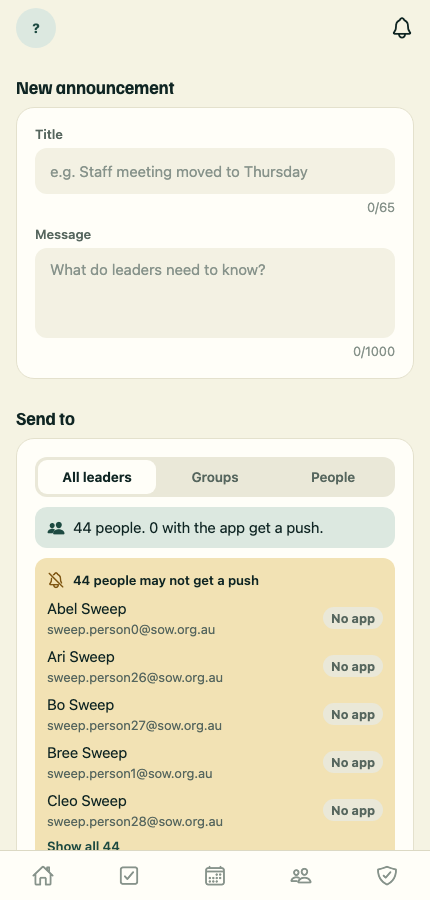 ?
New announcement
Title
e.g. Staff meeting moved to Thursday
0/65
Message
What do leaders need to know?
0/1000
Send to
All leaders Groups People
44 people. 0 with the app get a push.
44 people may not get a push
Abel Sweep
sweep.person0@sow.org.au
No app
Ari Sweep
sweep.person26@sow.org.au
No app
Bo Sweep
sweep.person27@sow.org.au
No app
Bree Sweep
sweep.person1@sow.org.au
No app
Cleo Sweep
sweep.person28@sow.org.au
No app
Show all 44